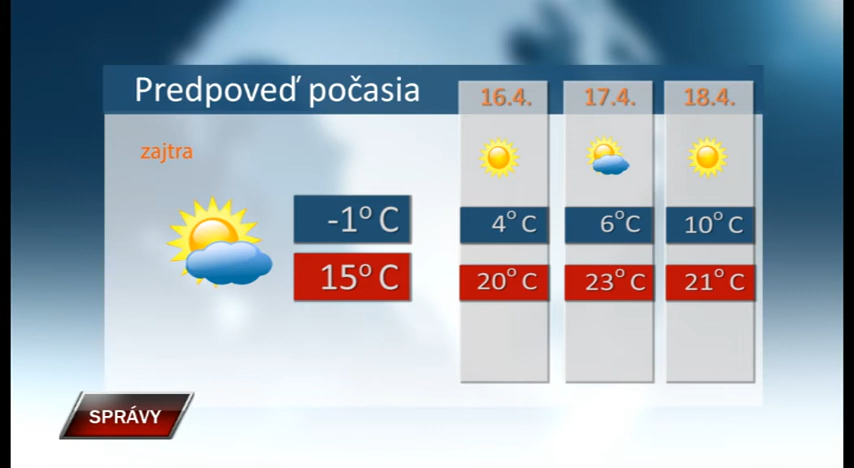 Predpoveď počasia
zajtra
-1° C
15° C
16.4. 17.4. 18.4.
4° C 6°C 10° C
20° C 23° C 21° C
SPRÁVY